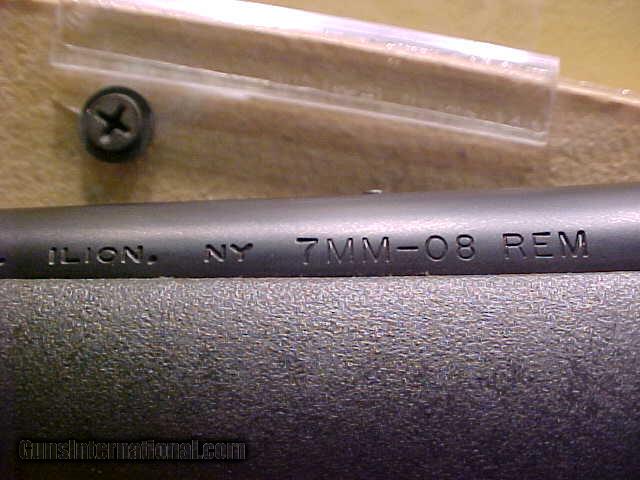 . ILION. NY 7MM-08 REM
GunsInternational.com